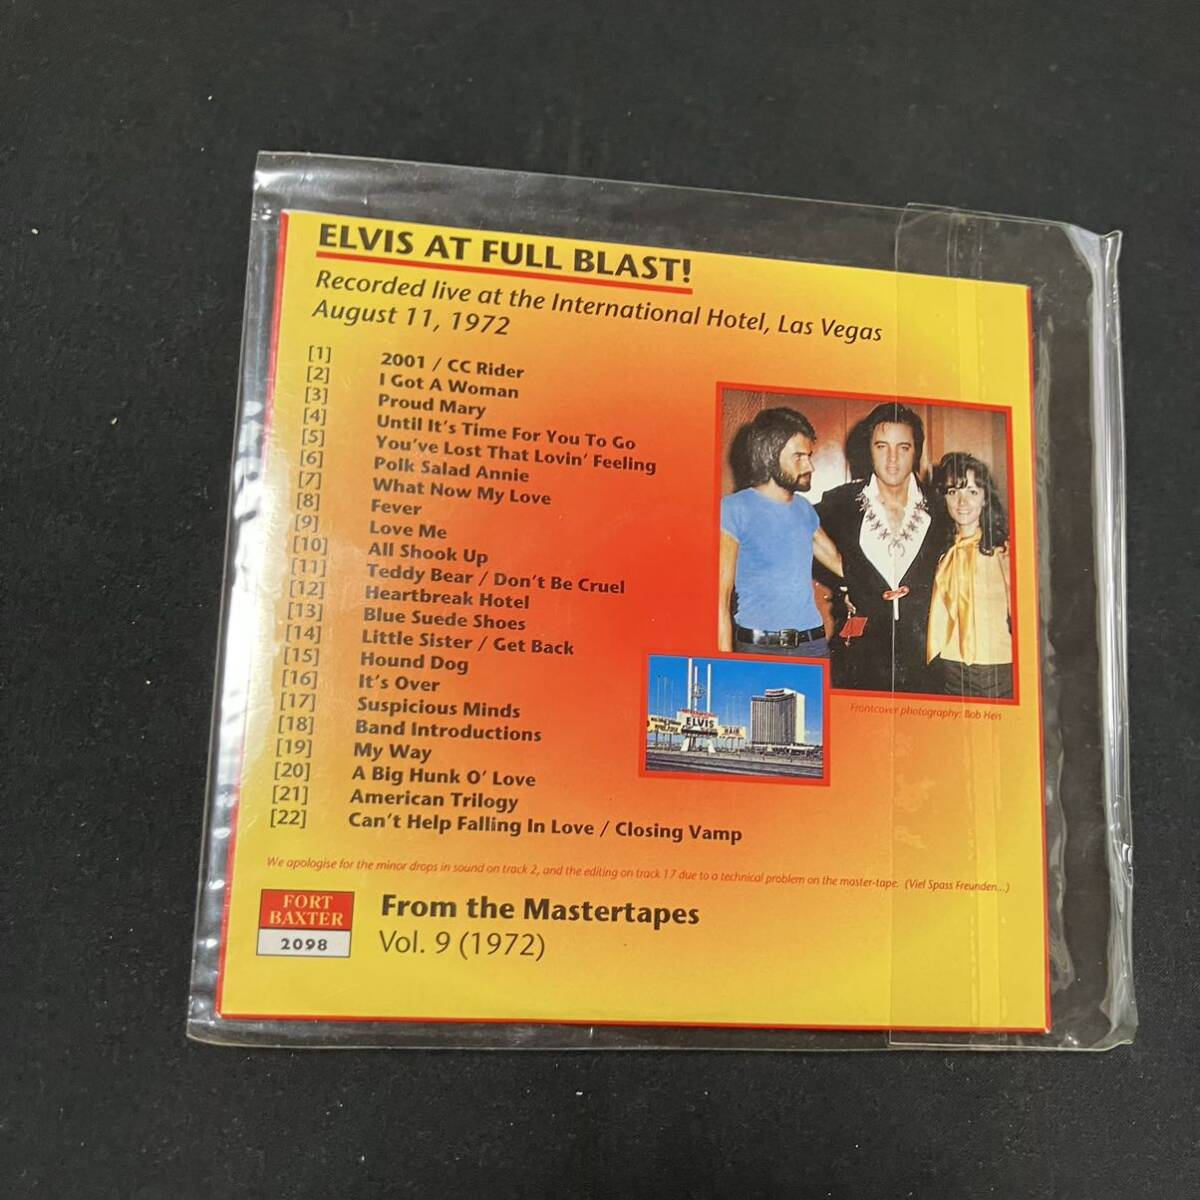 ELVIS AT FULL BLAST!
Recorded live at the International Hotel, Las Vegas
August 11, 1972
[1] 2001 / CC Rider
[2] I Got A Woman
[3] Proud Mary
[4] Until It's Time For You To Go
[5] You've Lost That Lovin' Feeling
[6] Polk Salad Annie
[7] What Now My Love
[8] Fever
[9] Love Me
[10] All Shook Up
[11] Teddy Bear / Don't Be Cruel
[12] Heartbreak Hotel
[13] Blue Suede Shoes
[14] Little Sister / Get Back
[15] Hound Dog
[16] It's Over
[17] Suspicious Minds
[18] Band Introductions
[19] My Way
[20] A Big Hunk O' Love
[21] American Trilogy
[22] Can't Help Falling In Love / Closing Vamp
ELVIS
Frontcover photography: Bob Heis
We apologise for the minor drops in sound on track 2, and the editing on track 17 due to a technical problem on the master-tape. (Viel Spass Freunden...)
FORT
BAXTER
2098
From the Mastertapes
Vol. 9 (1972)